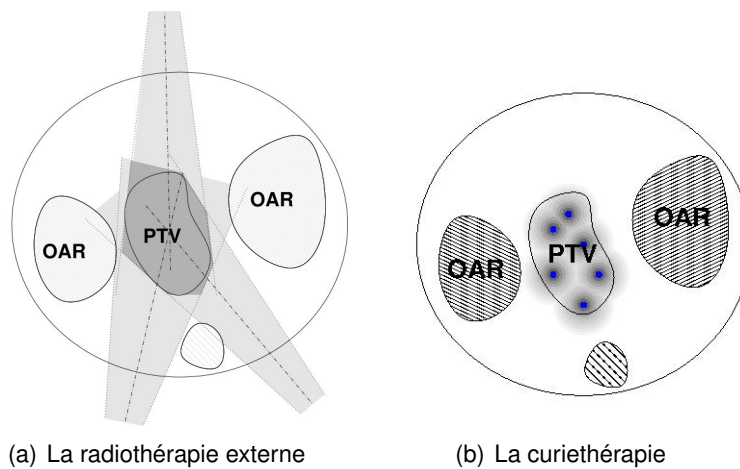 OAR
OAR
PTV
(a) La radiothérapie externe
OAR
OAR
PTV
(b) La curiethérapie